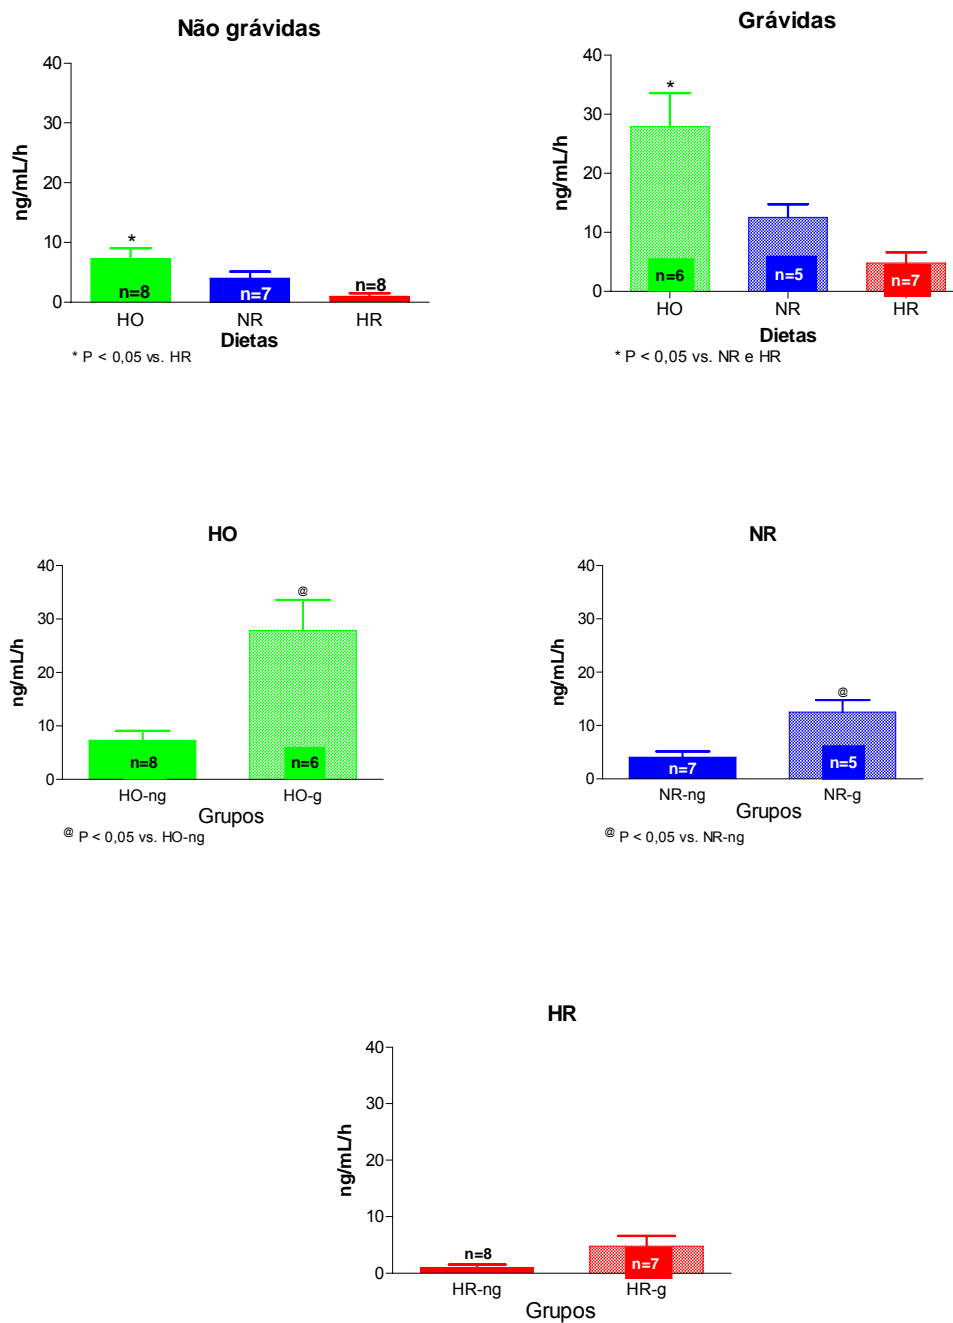 Não grávidas
40
30
20
10
0
ng/mL/h
*
n=8
n=7
n=8
HO NR HR
Dietas
* P < 0,05 vs. HR
Grávidas
40
30
20
10
0
ng/mL/h
*
n=6
n=5
n=7
HO NR HR
Dietas
* P < 0,05 vs. NR e HR
HO
40
30
20
10
0
ng/mL/h
@
n=8
n=6
HO-ng HO-g
Grupos
@ P < 0,05 vs. HO-ng
NR
40
30
20
10
0
ng/mL/h
@
n=7
n=5
NR-ng NR-g
Grupos
@ P < 0,05 vs. NR-ng
HR
40
30
20
10
0
ng/mL/h
n=8
n=7
HR-ng HR-g
Grupos